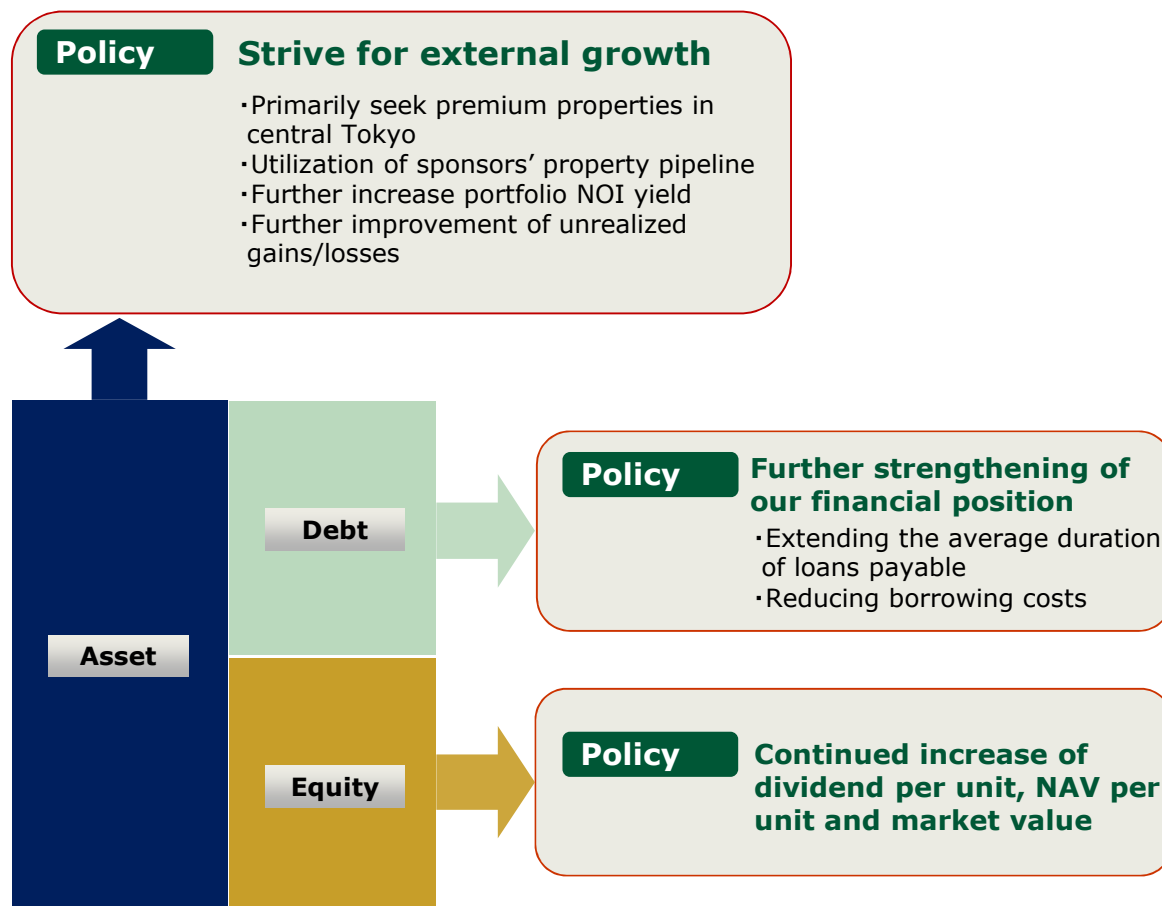 Policy
Strive for external growth
・Primarily seek premium properties in
central Tokyo
・Utilization of sponsors’ property pipeline
・Further increase portfolio NOI yield
・Further improvement of unrealized
gains/losses
Asset
Debt
Policy
Further strengthening of
our financial position
・Extending the average duration
of loans payable
・Reducing borrowing costs
Equity
Policy
Continued increase of
dividend per unit, NAV per
unit and market value